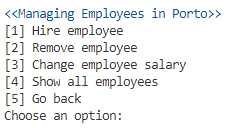 <<Managing Employees in Porto>>
[1] Hire employee
[2] Remove employee
[3] Change employee salary
[4] Show all employees
[5] Go back
Choose an option: